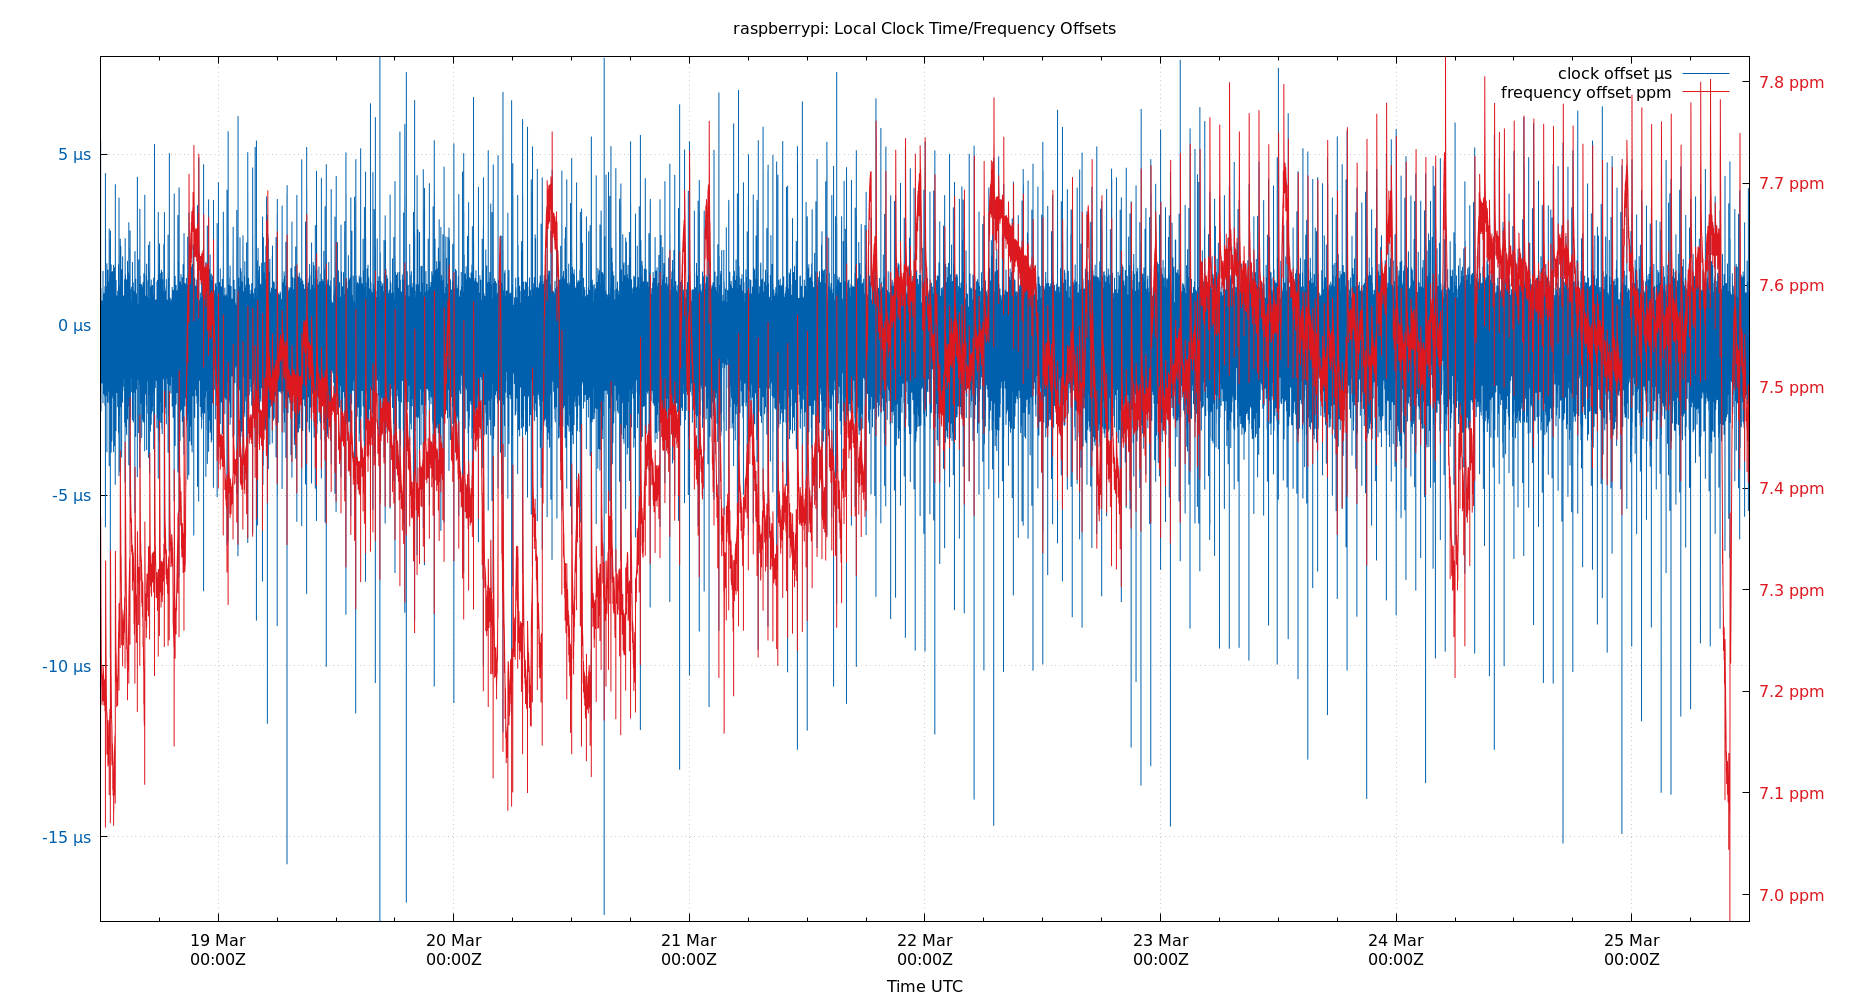 raspberrypi: Local Clock Time/Frequency Offsets
clock offset µs
frequency offset ppm
5 µs
0 µs
-5 µs
-10 µs
-15 µs
7.8 ppm
7.7 ppm
7.6 ppm
7.5 ppm
7.4 ppm
7.3 ppm
7.2 ppm
7.1 ppm
7.0 ppm
19 Mar 20 Mar 21 Mar 22 Mar 23 Mar 24 Mar 25 Mar
00:00Z 00:00Z 00:00Z 00:00Z 00:00Z 00:00Z 00:00Z
Time UTC